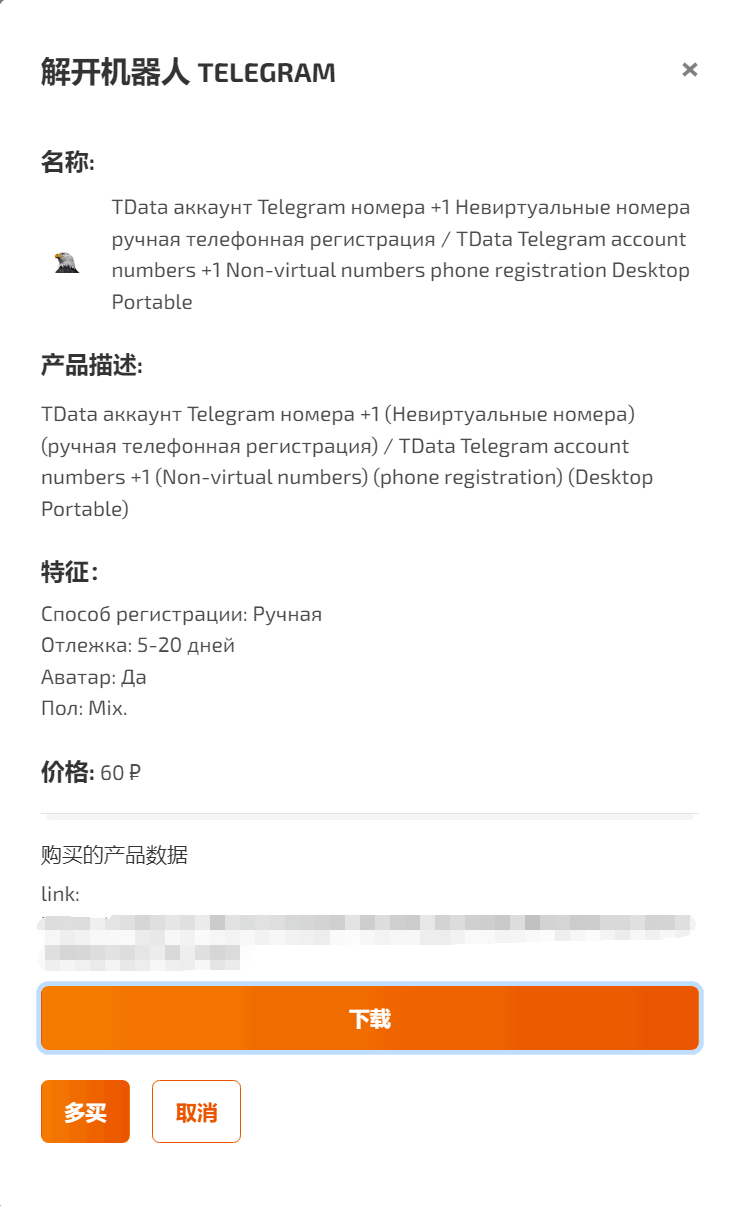 解开机器人 TELEGRAM
×
名称:
TData аккаунт Telegram номера +1 Невиртуальные номера
ручная телефонная регистрация / TData Telegram account
numbers +1 Non-virtual numbers phone registration Desktop
Portable
产品描述:
TData аккаунт Telegram номера +1 (Невиртуальные номера)
(ручная телефонная регистрация) / TData Telegram account
numbers +1 (Non-virtual numbers) (phone registration) (Desktop
Portable)
特征：
Способ регистрации: Ручная
Отлежка: 5-20 дней
Аватар: Да
Пол: Mix.
价格: 60 ₽
购买的产品数据
link:
下载
多买 取消